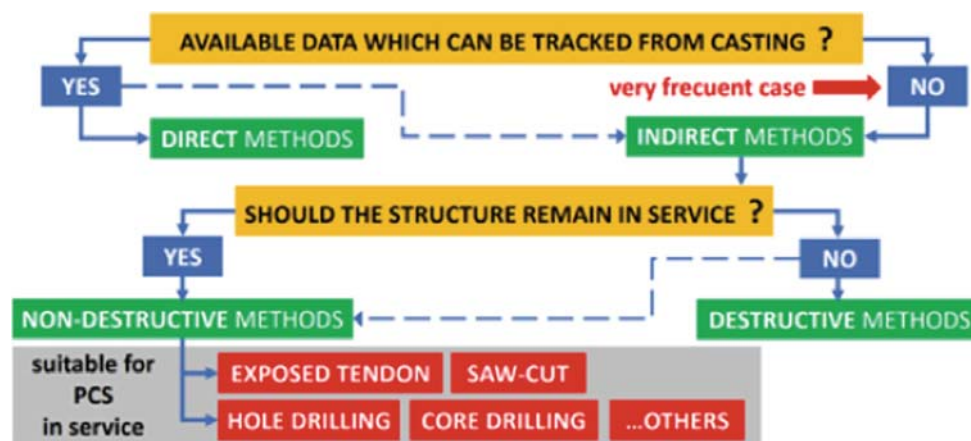 AVAILABLE DATA WHICH CAN BE TRACKED FROM CASTING ?
YES
very frecuent case
NO
DIRECT METHODS
INDIRECT METHODS
SHOULD THE STRUCTURE REMAIN IN SERVICE ?
YES
NO
NON-DESTRUCTIVE METHODS
DESTRUCTIVE METHODS
suitable for
PCS
in service
EXPOSED TENDON
SAW-CUT
HOLE DRILLING
CORE DRILLING
...OTHERS